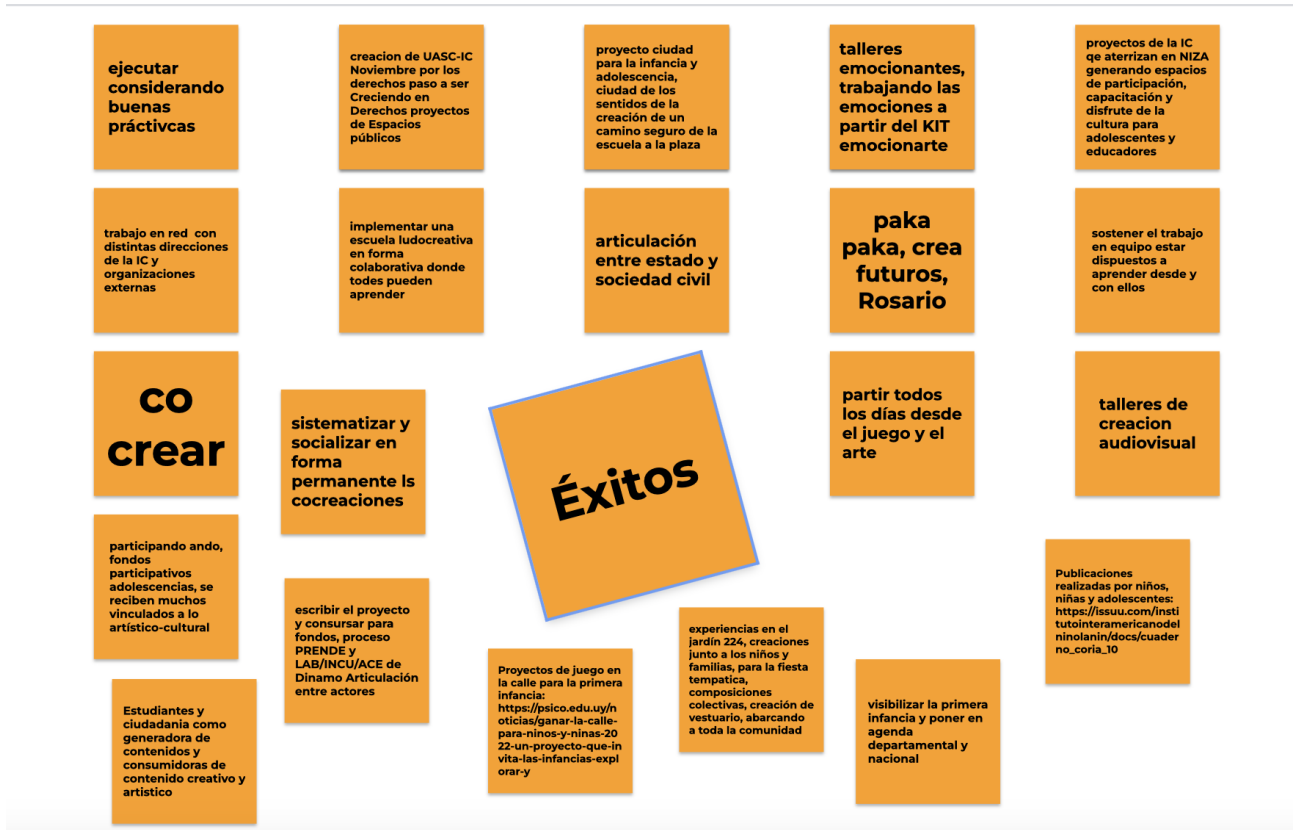 ejecutar
considerando
buenas
práctivcas
creacion de UASC-IC
Noviembre por los
derechos paso a ser
Creciendo en
Derechos proyectos
de Espacios
públicos
proyecto ciudad
para la infancia y
adolescencia,
ciudad de los
sentidos de la
creación de un
camino seguro de la
escuela a la plaza
talleres
emocionantes,
trabajando las
emociones a
partir del KIT
emocionarte
proyectos de la IC
qe aterrizan en NIZA
generando espacios
de participación,
capacitación y
disfrute de la
cultura para
adolescentes y
educadores
trabajo en red con
distintas direcciones
de la IC y
organizaciones
externas
implementar una
escuela ludocreativa
en forma
colaborativa donde
todes pueden
aprender
articulación
entre estado y
sociedad civil
paka
paka, crea
futuros,
Rosario
sostener el trabajo
en equipo estar
dispuestos a
aprender desde y
con ellos
co
crear
sistematizar y
socializar en
forma
permanente ls
cocreaciones
Éxitos
partir todos
los días desde
el juego y el
arte
talleres de
creacion
audiovisual
participando ando,
fondos
participativos
adolescencias, se
reciben muchos
vinculados a lo
artístico-cultural
escribir el proyecto
y consursar para
fondos, proceso
PRENDE y
LAB/INCU/ACE de
Dinamo Articulación
entre actores
Proyectos de juego en
la calle para la primera
infancia:
https://psico.edu.uy/n
oticias/ganar-la-calle-
para-ninos-y-ninas-20
22-un-proyecto-que-in
vita-las-infancias-expl
orar-y
experiencias en el
jardín 224, creaciones
junto a los niños y
familias, para la fiesta
tempatica,
composiciones
colectivas, creación de
vestuario, abarcando
a toda la comunidad
visibilizar la primera
infancia y poner en
agenda
departamental y
nacional
Publicaciones
realizadas por niños,
niñas y adolescentes:
https://issuu.com/insti
tutointeramericanodel
ninolanin/docs/cuader
no_coria_10
Estudiantes y
ciudadania como
generadora de
contenidos y
consumidoras de
contenido creativo y
artistico